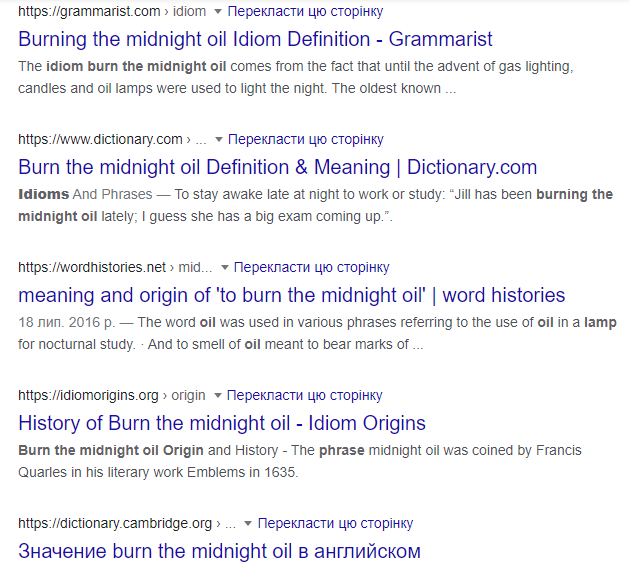 https://grammarist.com › idiom ▼ Перекласти цю сторінку
Burning the midnight oil Idiom Definition - Grammarist
The idiom burn the midnight oil comes from the fact that until the advent of gas lighting,
candles and oil lamps were used to light the night. The oldest known ...
https://www.dictionary.com › ... ▼ Перекласти цю сторінку
Burn the midnight oil Definition & Meaning | Dictionary.com
Idioms And Phrases — To stay awake late at night to work or study: “Jill has been burning the
midnight oil lately; I guess she has a big exam coming up.”.
https://wordhistories.net › mid... ▼ Перекласти цю сторінку
meaning and origin of 'to burn the midnight oil' | word histories
18 лип. 2016 р. — The word oil was used in various phrases referring to the use of oil in a lamp
for nocturnal study. · And to smell of oil meant to bear marks of ...
https://idiomorigins.org › origin ▼ Перекласти цю сторінку
History of Burn the midnight oil - Idiom Origins
Burn the midnight oil Origin and History - The phrase midnight oil was coined by Francis
Quarles in his literary work Emblems in 1635.
https://dictionary.cambridge.org › ... ▼ Перекласти цю сторінку
Значение burn the midnight oil в английском